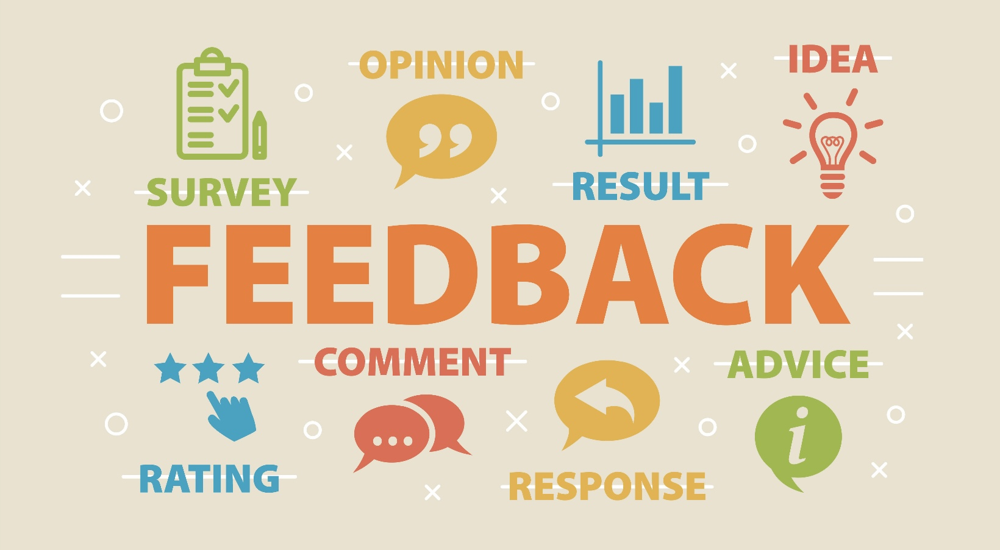 OPINION
IDEA
SURVEY
RESULT
FEEDBACK
COMMENT
ADVICE
i
RATING
RESPONSE